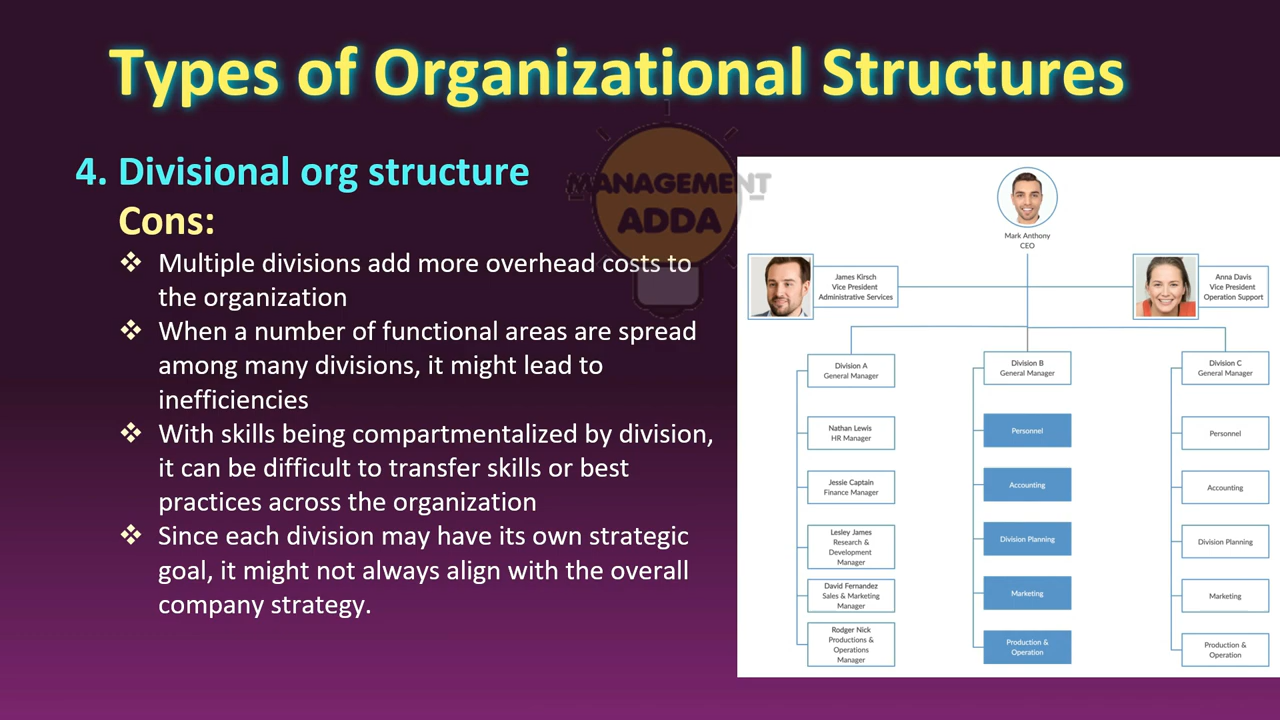 Types of Organizational Structures
MANAGEMENT
ADDA
4. Divisional org structure
Cons:
❖ Multiple divisions add more overhead costs to
the organization
❖ When a number of functional areas are spread
among many divisions, it might lead to
inefficiencies
❖ With skills being compartmentalized by division,
it can be difficult to transfer skills or best
practices across the organization
❖ Since each division may have its own strategic
goal, it might not always align with the overall
company strategy.
Mark Anthony
CEO
James Kirsch
Vice President
Administrative Services
Anna Davis
Vice President
Operation Support
Division A
General Manager
Nathan Lewis
HR Manager
Jessie Captain
Finance Manager
Lesley James
Research &
Development
Manager
David Fernandez
Sales & Marketing
Manager
Rodger Nick
Productions &
Operations
Manager
Division B
General Manager
Personnel
Accounting
Division Planning
Marketing
Production &
Operation
Division C
General Manager
Personnel
Accounting
Division Planning
Marketing
Production &
Operation